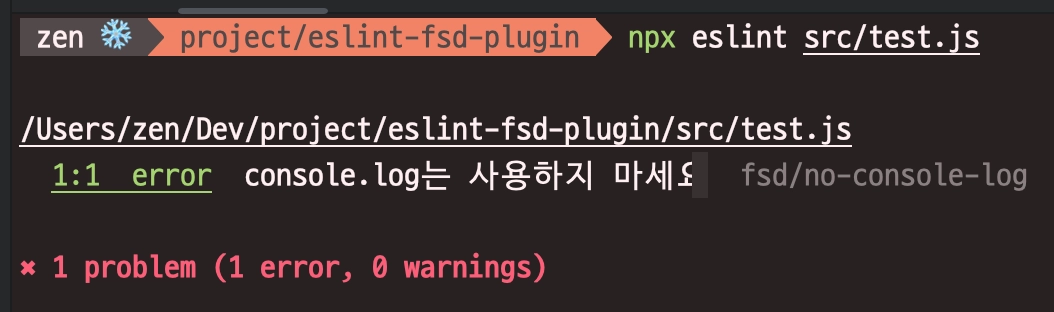 zen ❄️ project/eslint-fsd-plugin npx eslint src/test.js
/Users/zen/Dev/project/eslint-fsd-plugin/src/test.js
1:1 error console.log는 사용하지 마세요 fsd/no-console-log
✖ 1 problem (1 error, 0 warnings)